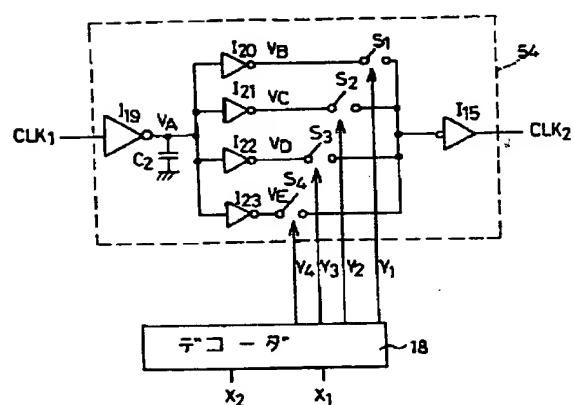 I20 VB S1 54
I19 VA I21 VC S2 I15
CLK1 CLK2
C2 I22 VD S3
I23 VE S4
Y4 Y3 Y2 Y1
デコーダ 18
X2 X1